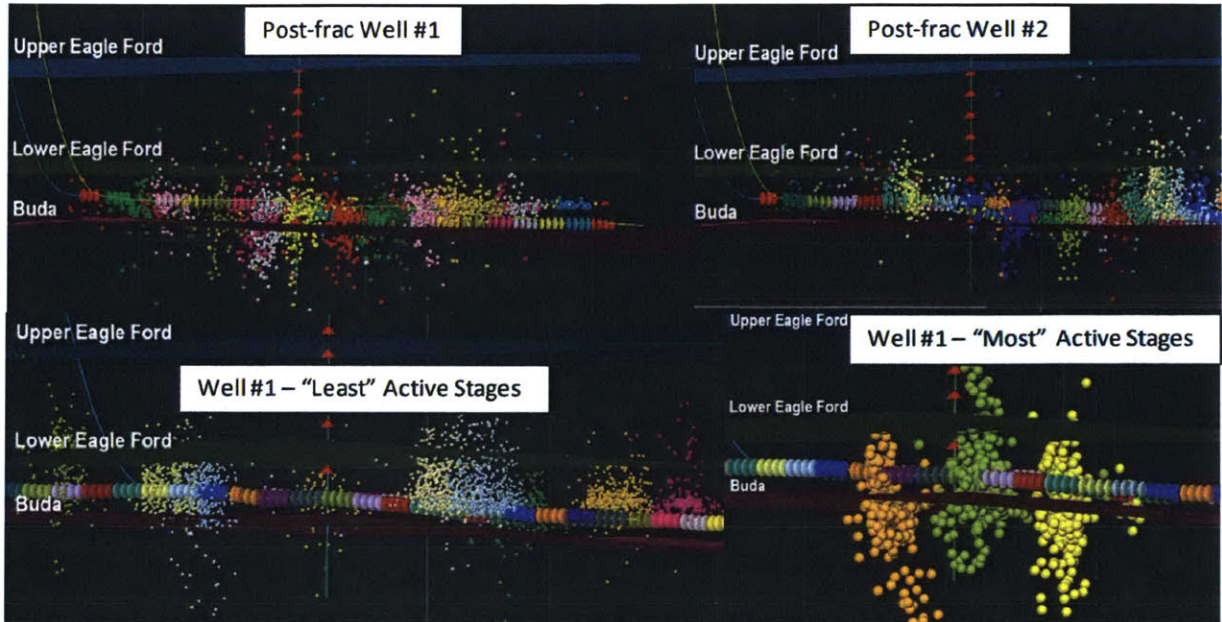 Post-frac Well #1
Upper Eagle Ford
Lower Eagle Ford
Buda
Post-frac Well #2
Upper Eagle Ford
Lower Eagle Ford
Buda
Upper Eagle Ford
Well #1 – “Least” Active Stages
Lower Eagle Ford
Buda
Upper Eagle Ford
Well #1 – “Most” Active Stages
Lower Eagle Ford
Buda